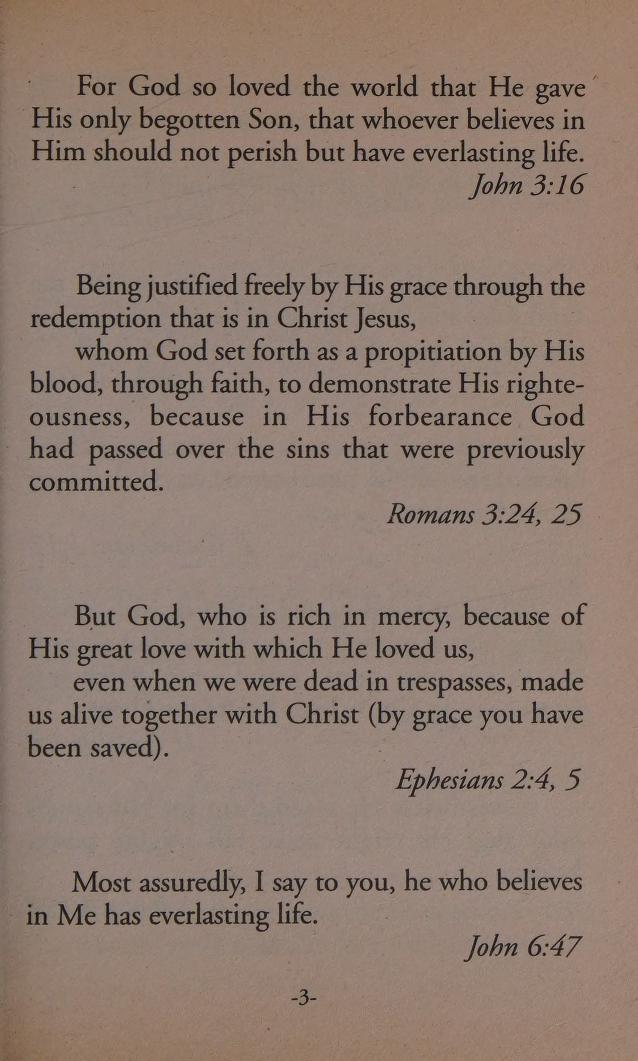 For God so loved the world that He gave
His only begotten Son, that whoever believes in
Him should not perish but have everlasting life.
John 3:16
Being justified freely by His grace through the
redemption that is in Christ Jesus,
whom God set forth as a propitiation by His
blood, through faith, to demonstrate His righte-
ousness, because in His forbearance God
had passed over the sins that were previously
committed.
Romans 3:24, 25
But God, who is rich in mercy, because of
His great love with which He loved us,
even when we were dead in trespasses, made
us alive together with Christ (by grace you have
been saved).
Ephesians 2:4, 5
Most assuredly, I say to you, he who believes
in Me has everlasting life.
John 6:47
-3-